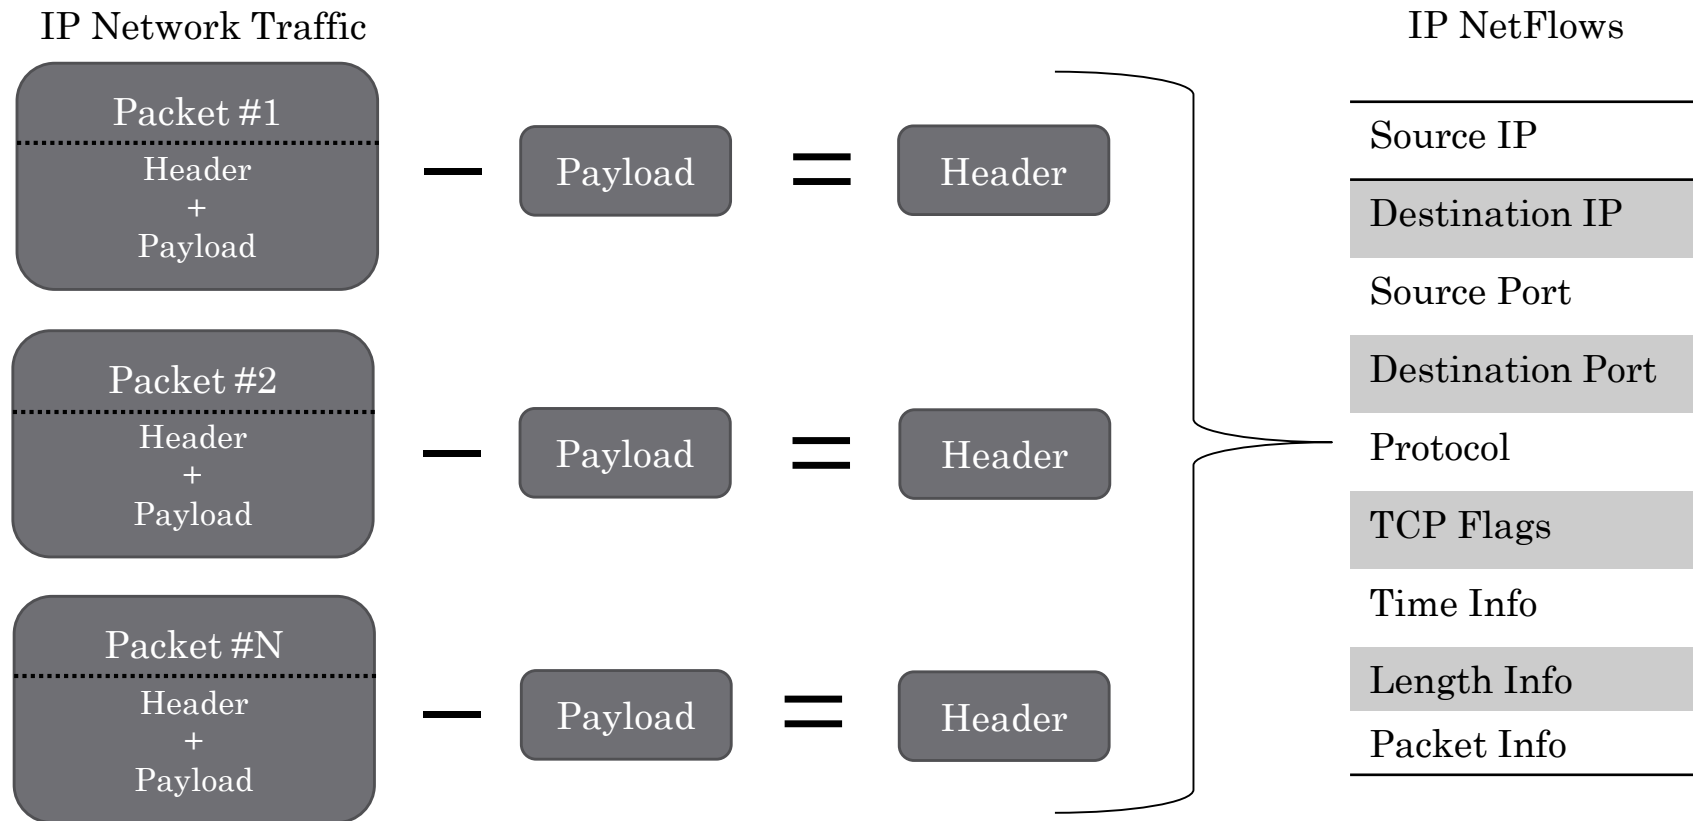 IP Network Traffic
Packet #1
Header
+
Payload
Payload
Header
Packet #2
Header
+
Payload
Payload
Header
Packet #N
Header
+
Payload
Payload
Header
IP NetFlows
Source IP
Destination IP
Source Port
Destination Port
Protocol
TCP Flags
Time Info
Length Info
Packet Info